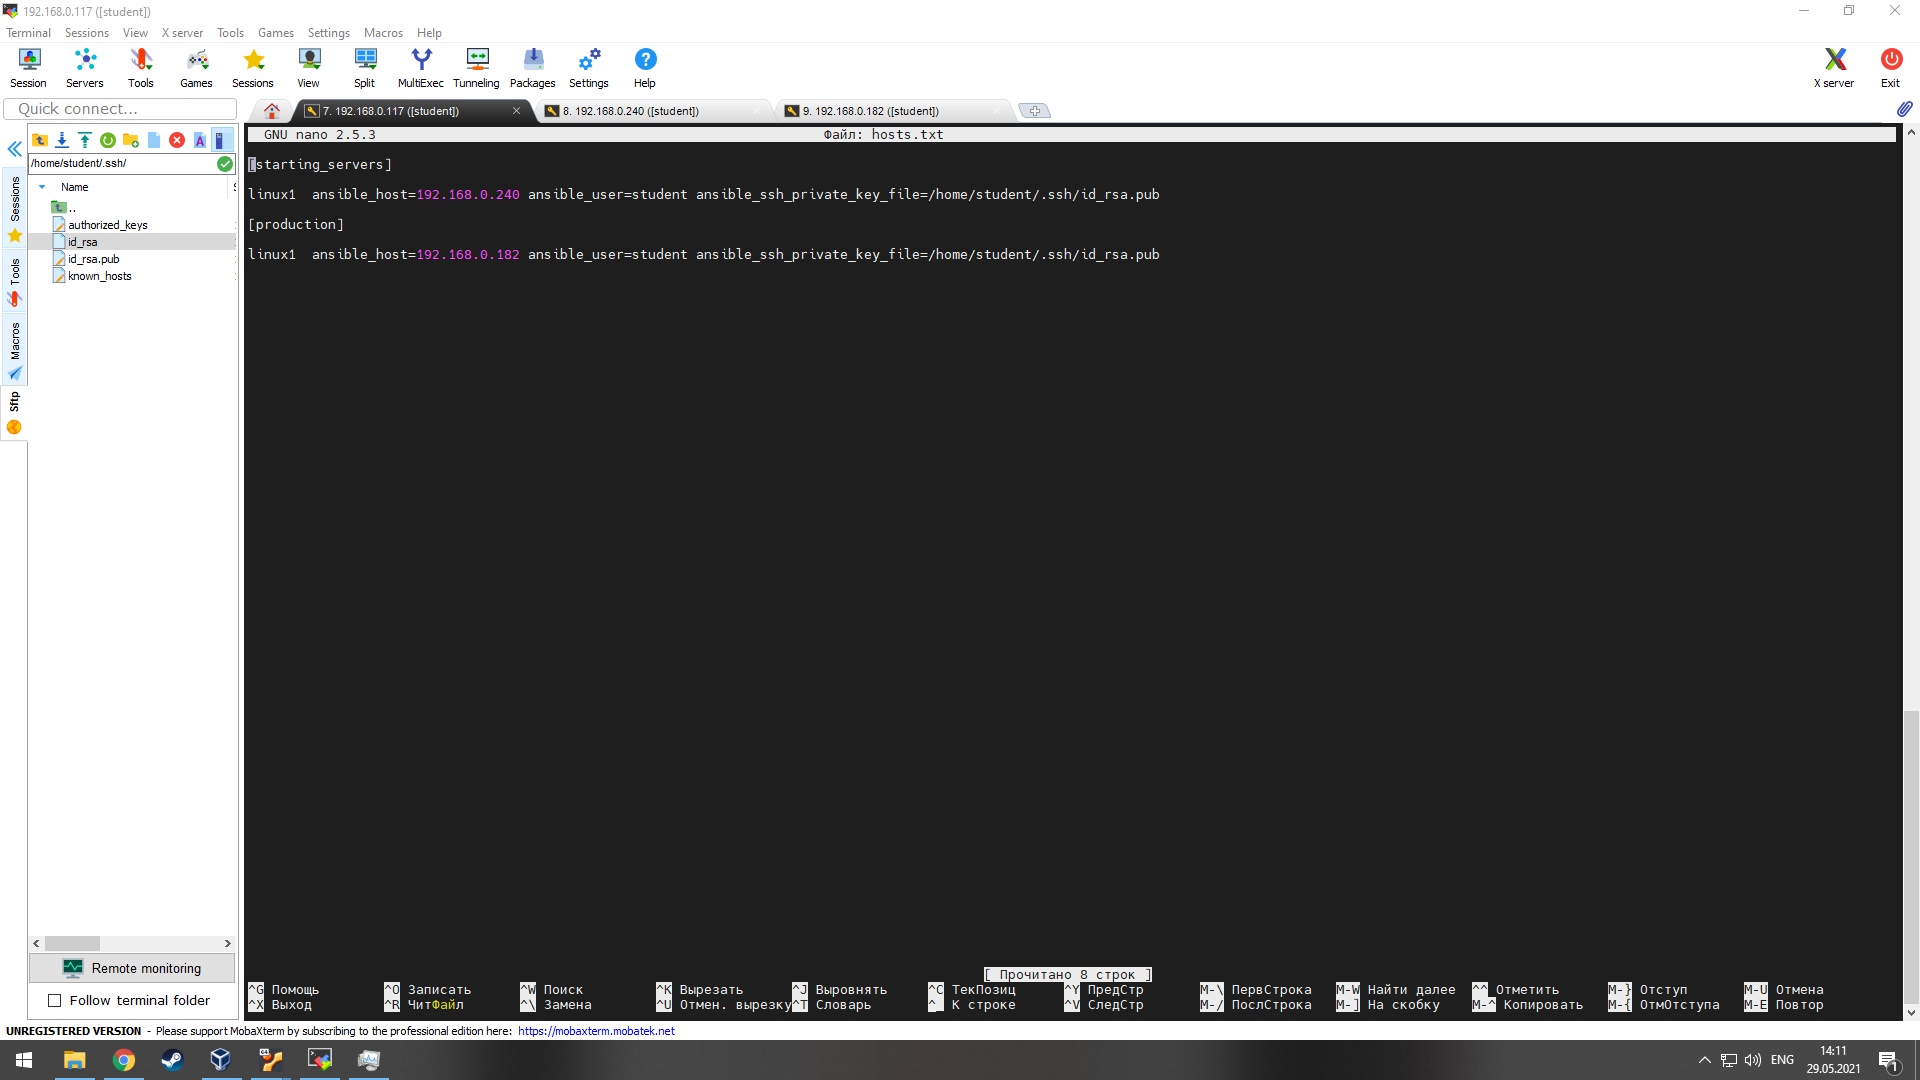 192.168.0.117 ([student])
Terminal Sessions View X server Tools Games Settings Macros Help
Session Servers Tools Games Sessions View Split MultiExec Tunneling Packages Settings Help X server Exit
Quick connect...
7. 192.168.0.117 ([student])
8. 192.168.0.240 ([student])
9. 192.168.0.182 ([student])
/home/student/.ssh/
Name
..
authorized_keys
id_rsa
id_rsa.pub
known_hosts
Sessions
Tools
Macros
Sftp
GNU nano 2.5.3 Файл: hosts.txt
[starting_servers]
linux1 ansible_host=192.168.0.240 ansible_user=student ansible_ssh_private_key_file=/home/student/.ssh/id_rsa.pub
[production]
linux1 ansible_host=192.168.0.182 ansible_user=student ansible_ssh_private_key_file=/home/student/.ssh/id_rsa.pub
[ Прочитано 8 строк ]
^G Помощь ^O Записать ^W Поиск ^K Вырезать ^J Выровнять ^C ТекПозиц ^Y ПредСтр M-\ ПервСтрока M-W Найти далее ^^ Отметить M-} Отступ M-U Отмена
^X Выход ^R ЧитФайл ^\ Замена ^U Отмен. вырезку ^T Словарь ^_ К строке ^V СледСтр M-/ ПослСтрока M-] На скобку M-^ Копировать M-{ ОтмОтступа M-E Повтор
Remote monitoring
Follow terminal folder
UNREGISTERED VERSION - Please support MobaXterm by subscribing to the professional edition here: https://mobaxterm.mobatek.net
ENG
14:11
29.05.2021
1